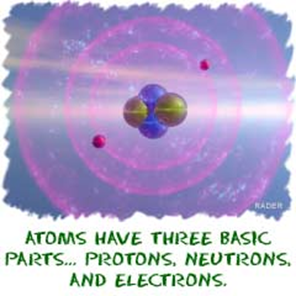 RADER
ATOMS HAVE THREE BASIC
PARTS... PROTONS, NEUTRONS,
AND ELECTRONS.